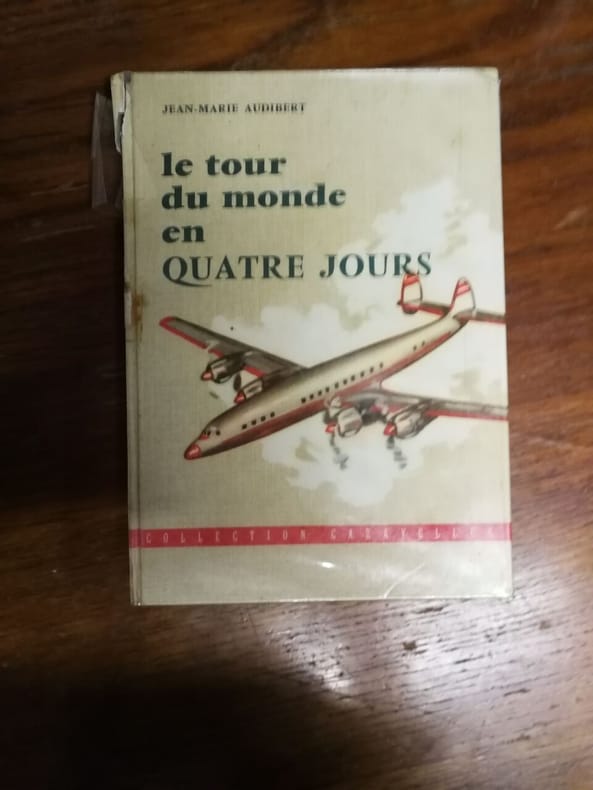 JEAN-MARIE AUDIBERT
le tour
du monde
en
QUATRE JOURS
COLLECTION CARAVELLE